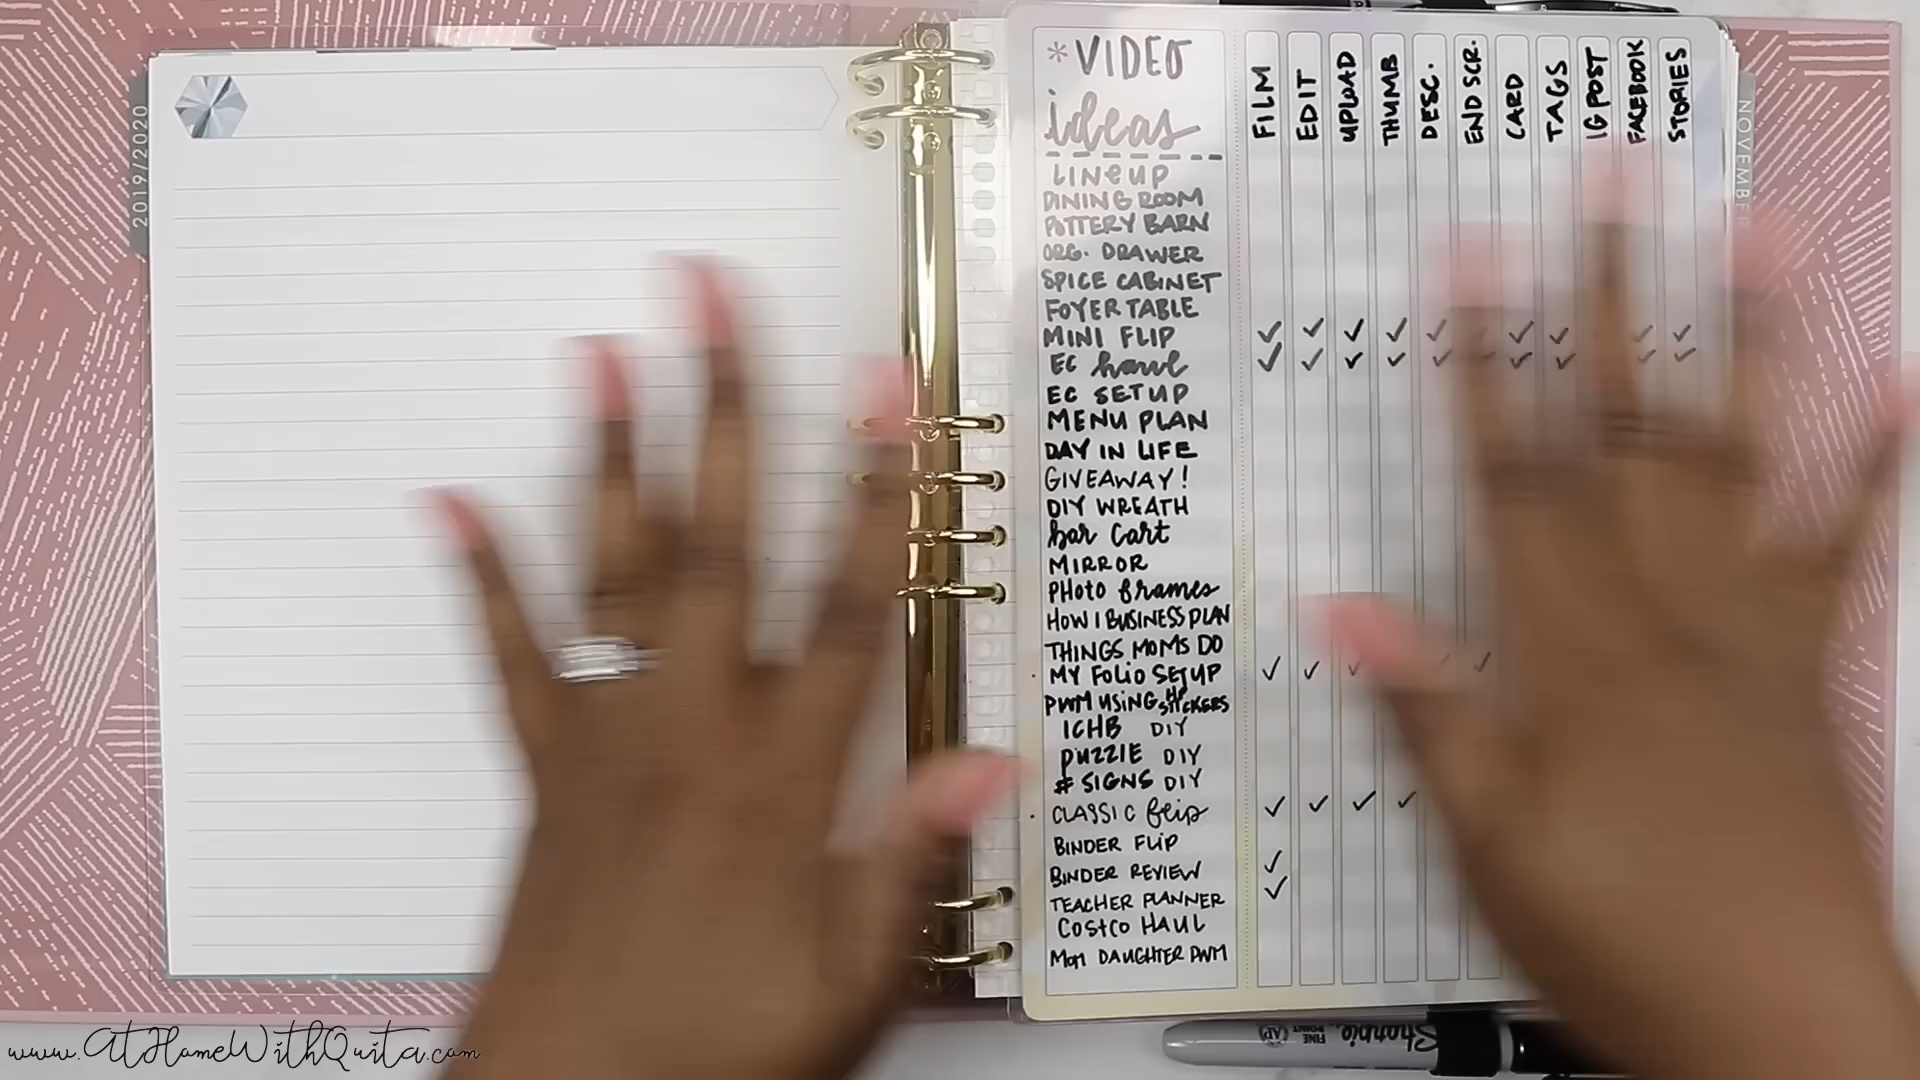 2019/2020
* VIDEO
ideas
FILM
EDIT
UPLOAD
THUMB
DESC.
END SCR.
CARD
TAGS
IG POST
FACEBOOK
STORIES
LINEUP
DINING ROOM
POTTERY BARN
ORG. DRAWER
SPICE CABINET
FOYER TABLE
MINI FLIP
EC haul
EC SETUP
MENU PLAN
DAY IN LIFE
GIVEAWAY!
DIY WREATH
bar Cart
MIRROR
PHOTO frames
HOW I BUSINESS PLAN
THINGS MOMS DO
MY FOLIO SETUP
PWM USING HP STICKERS
ICHB DIY
PUZZLE DIY
# SIGNS DIY
CLASSIC flip
BINDER FLIP
BINDER REVIEW
TEACHER PLANNER
COSTCO HAUL
MOM DAUGHTER PWM
NOVEMBE
Sharpie
FINE
POINT
AP
www.AtHomeWithQuita.com